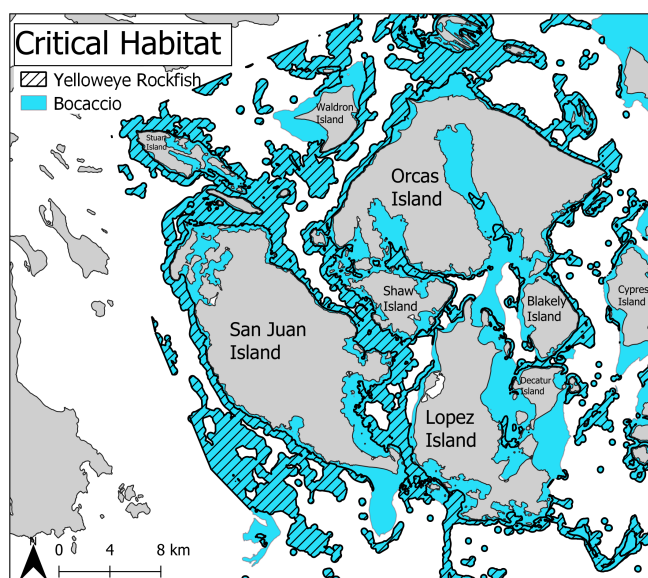 Critical Habitat
Yelloweye Rockfish
Bocaccio
Waldron
Island
Stuart
Island
Orcas
Island
Shaw
Island
Blakely
Island
Cypress
Island
San Juan
Island
Decatur
Island
Lopez
Island
N
0 4 8 km